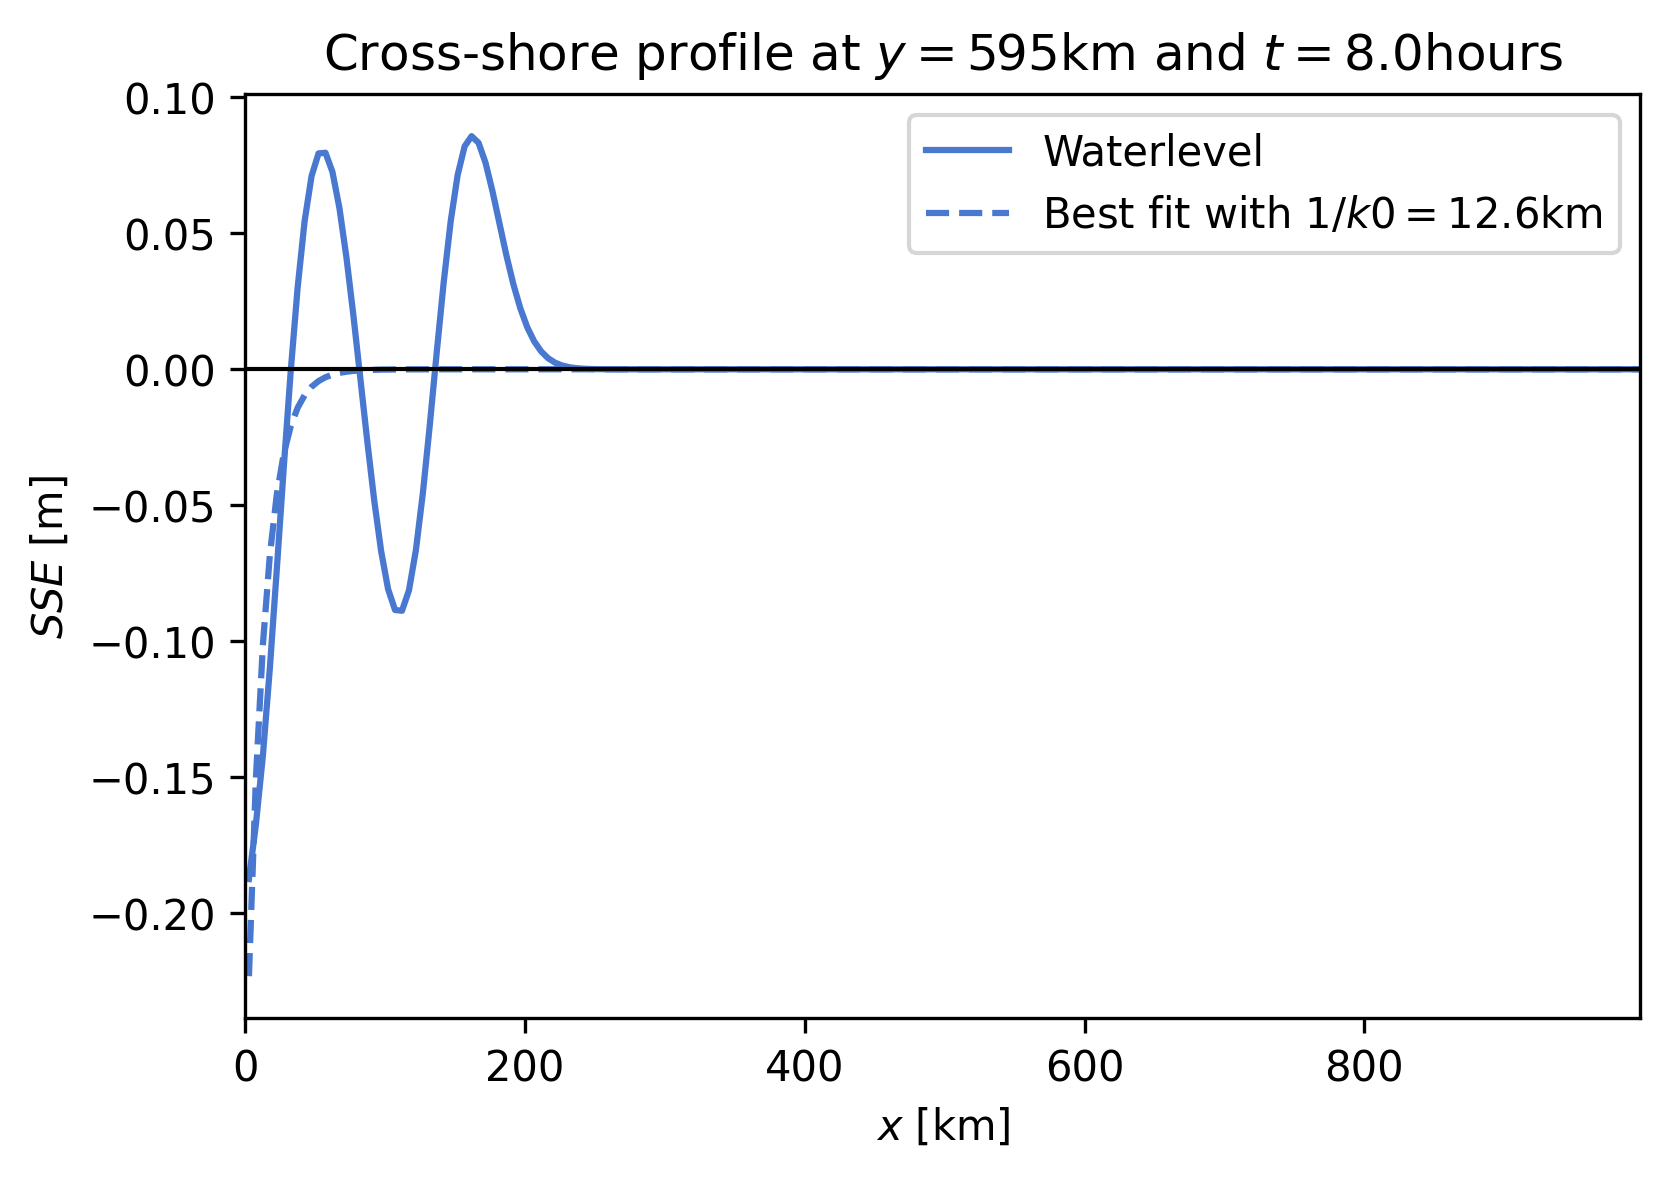 Cross-shore profile at y = 595km and t = 8.0hours
0.10
0.05
0.00
−0.05
−0.10
−0.15
−0.20
SSE [m]
Waterlevel
Best fit with 1/k0 = 12.6km
0 200 400 600 800
x [km]